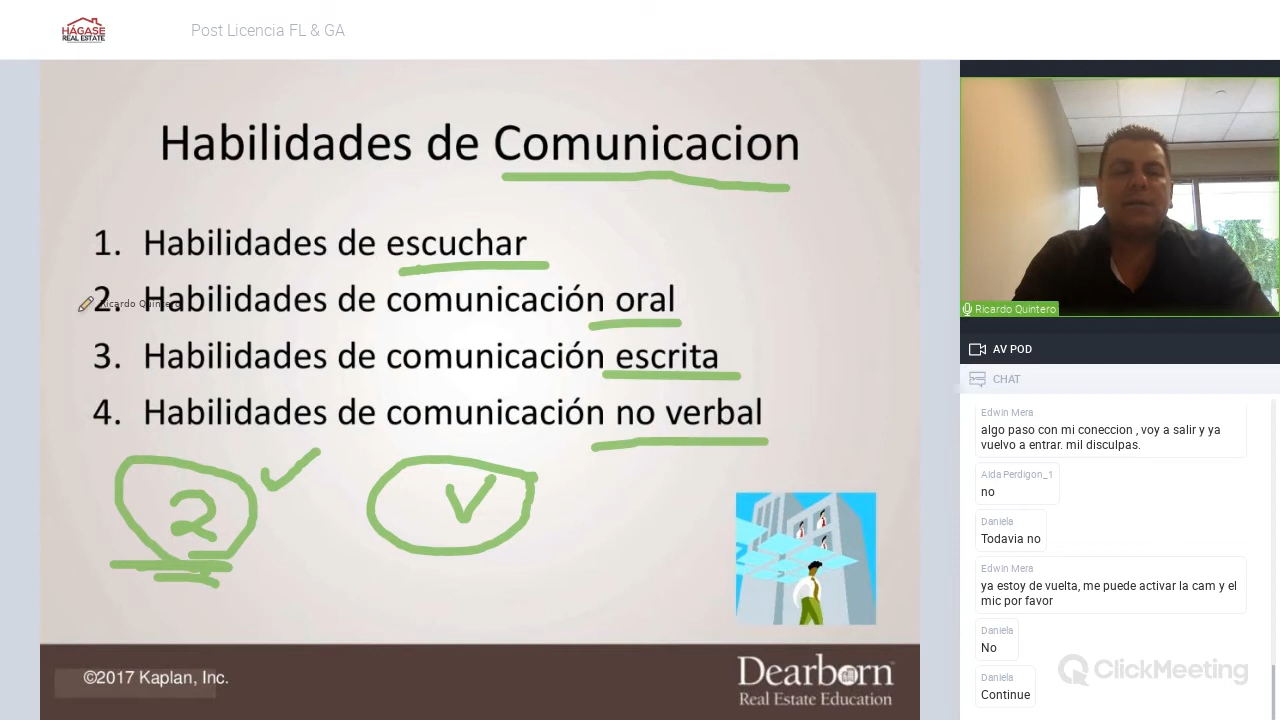 HÁGASE
REAL ESTATE
Post Licencia FL & GA
Habilidades de Comunicacion
1. Habilidades de escuchar
2. Habilidades de comunicación oral
Ricardo Quintero
3. Habilidades de comunicación escrita
4. Habilidades de comunicación no verbal
2 V
©2017 Kaplan, Inc.
Dearborn
Real Estate Education
Ricardo Quintero
AV POD
CHAT
Edwin Mera
algo paso con mi coneccion , voy a salir y ya
vuelvo a entrar. mil disculpas.
Aida Perdigon_1
no
Daniela
Todavia no
Edwin Mera
ya estoy de vuelta, me puede activar la cam y el
mic por favor
Daniela
No
Daniela
Continue
ClickMeeting